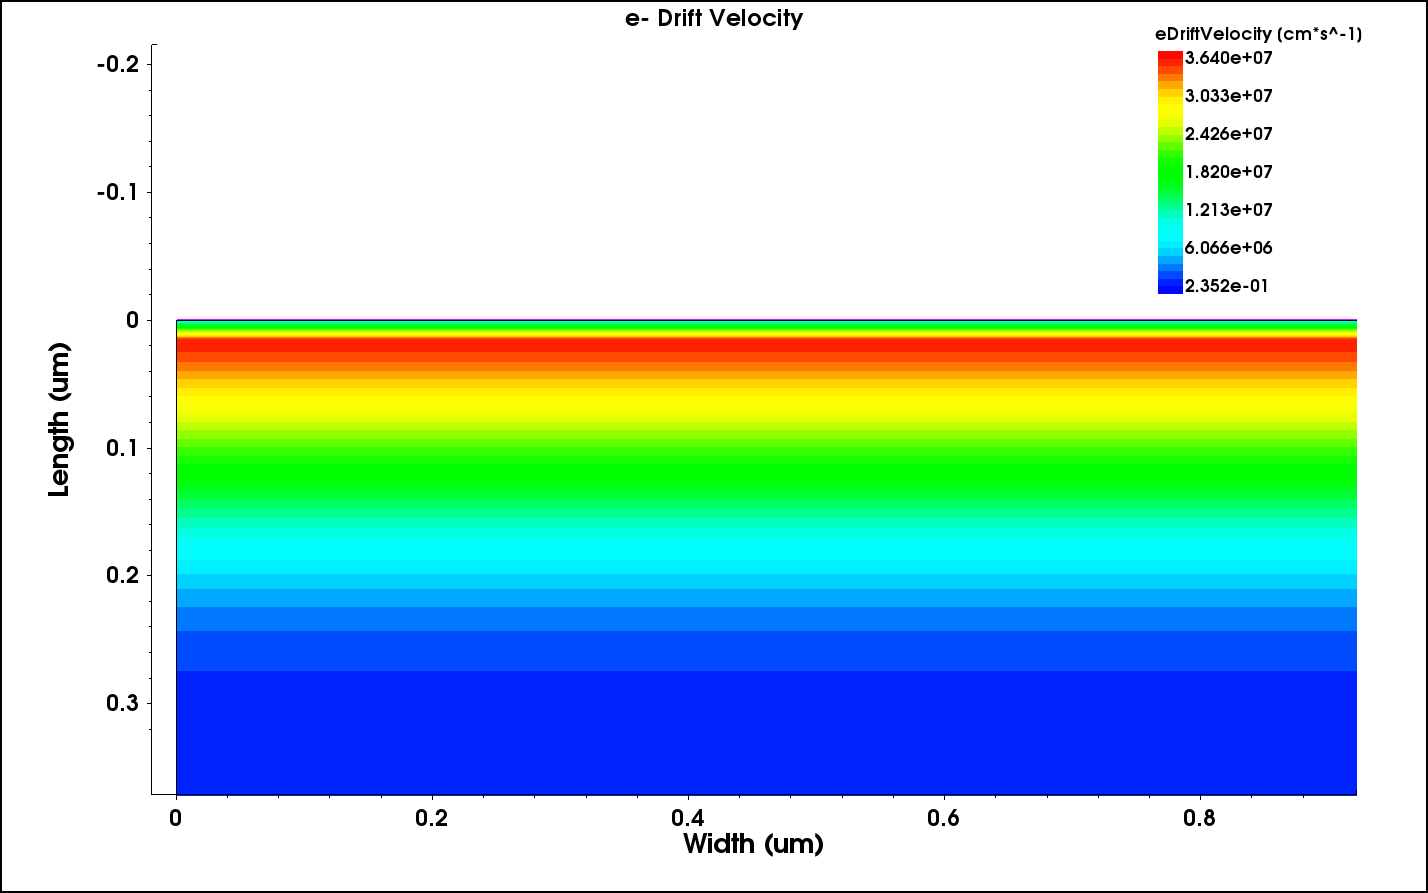 e- Drift Velocity
eDriftVelocity (cm*s^-1)
3.640e+07
3.033e+07
2.426e+07
1.820e+07
1.213e+07
6.066e+06
2.352e-01
-0.2
-0.1
0
0.1
0.2
0.3
Length (um)
0 0.2 0.4 0.6 0.8
Width (um)